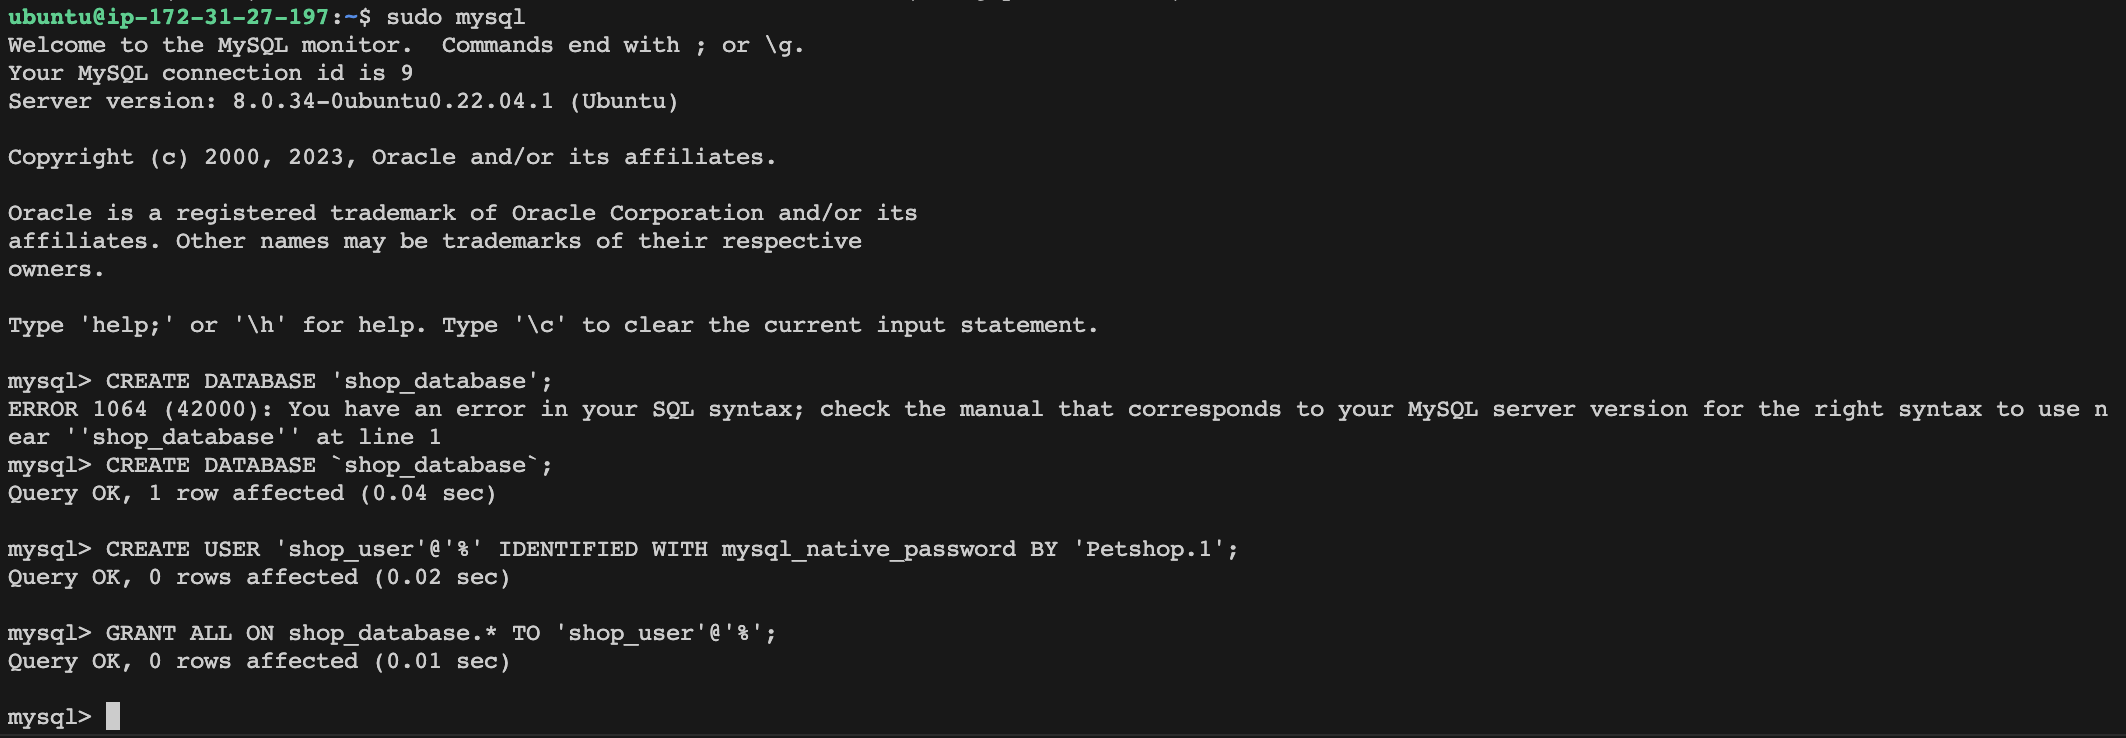 ubuntu@ip-172-31-27-197:~$ sudo mysql
Welcome to the MySQL monitor.  Commands end with ; or \g.
Your MySQL connection id is 9
Server version: 8.0.34-0ubuntu0.22.04.1 (Ubuntu)
Copyright (c) 2000, 2023, Oracle and/or its affiliates.
Oracle is a registered trademark of Oracle Corporation and/or its
affiliates. Other names may be trademarks of their respective
owners.
Type 'help;' or '\h' for help. Type '\c' to clear the current input statement.
mysql> CREATE DATABASE 'shop_database';
ERROR 1064 (42000): You have an error in your SQL syntax; check the manual that corresponds to your MySQL server version for the right syntax to use n
ear ''shop_database'' at line 1
mysql> CREATE DATABASE `shop_database`;
Query OK, 1 row affected (0.04 sec)
mysql> CREATE USER 'shop_user'@'%' IDENTIFIED WITH mysql_native_password BY 'Petshop.1';
Query OK, 0 rows affected (0.02 sec)
mysql> GRANT ALL ON shop_database.* TO 'shop_user'@'%';
Query OK, 0 rows affected (0.01 sec)
mysql>